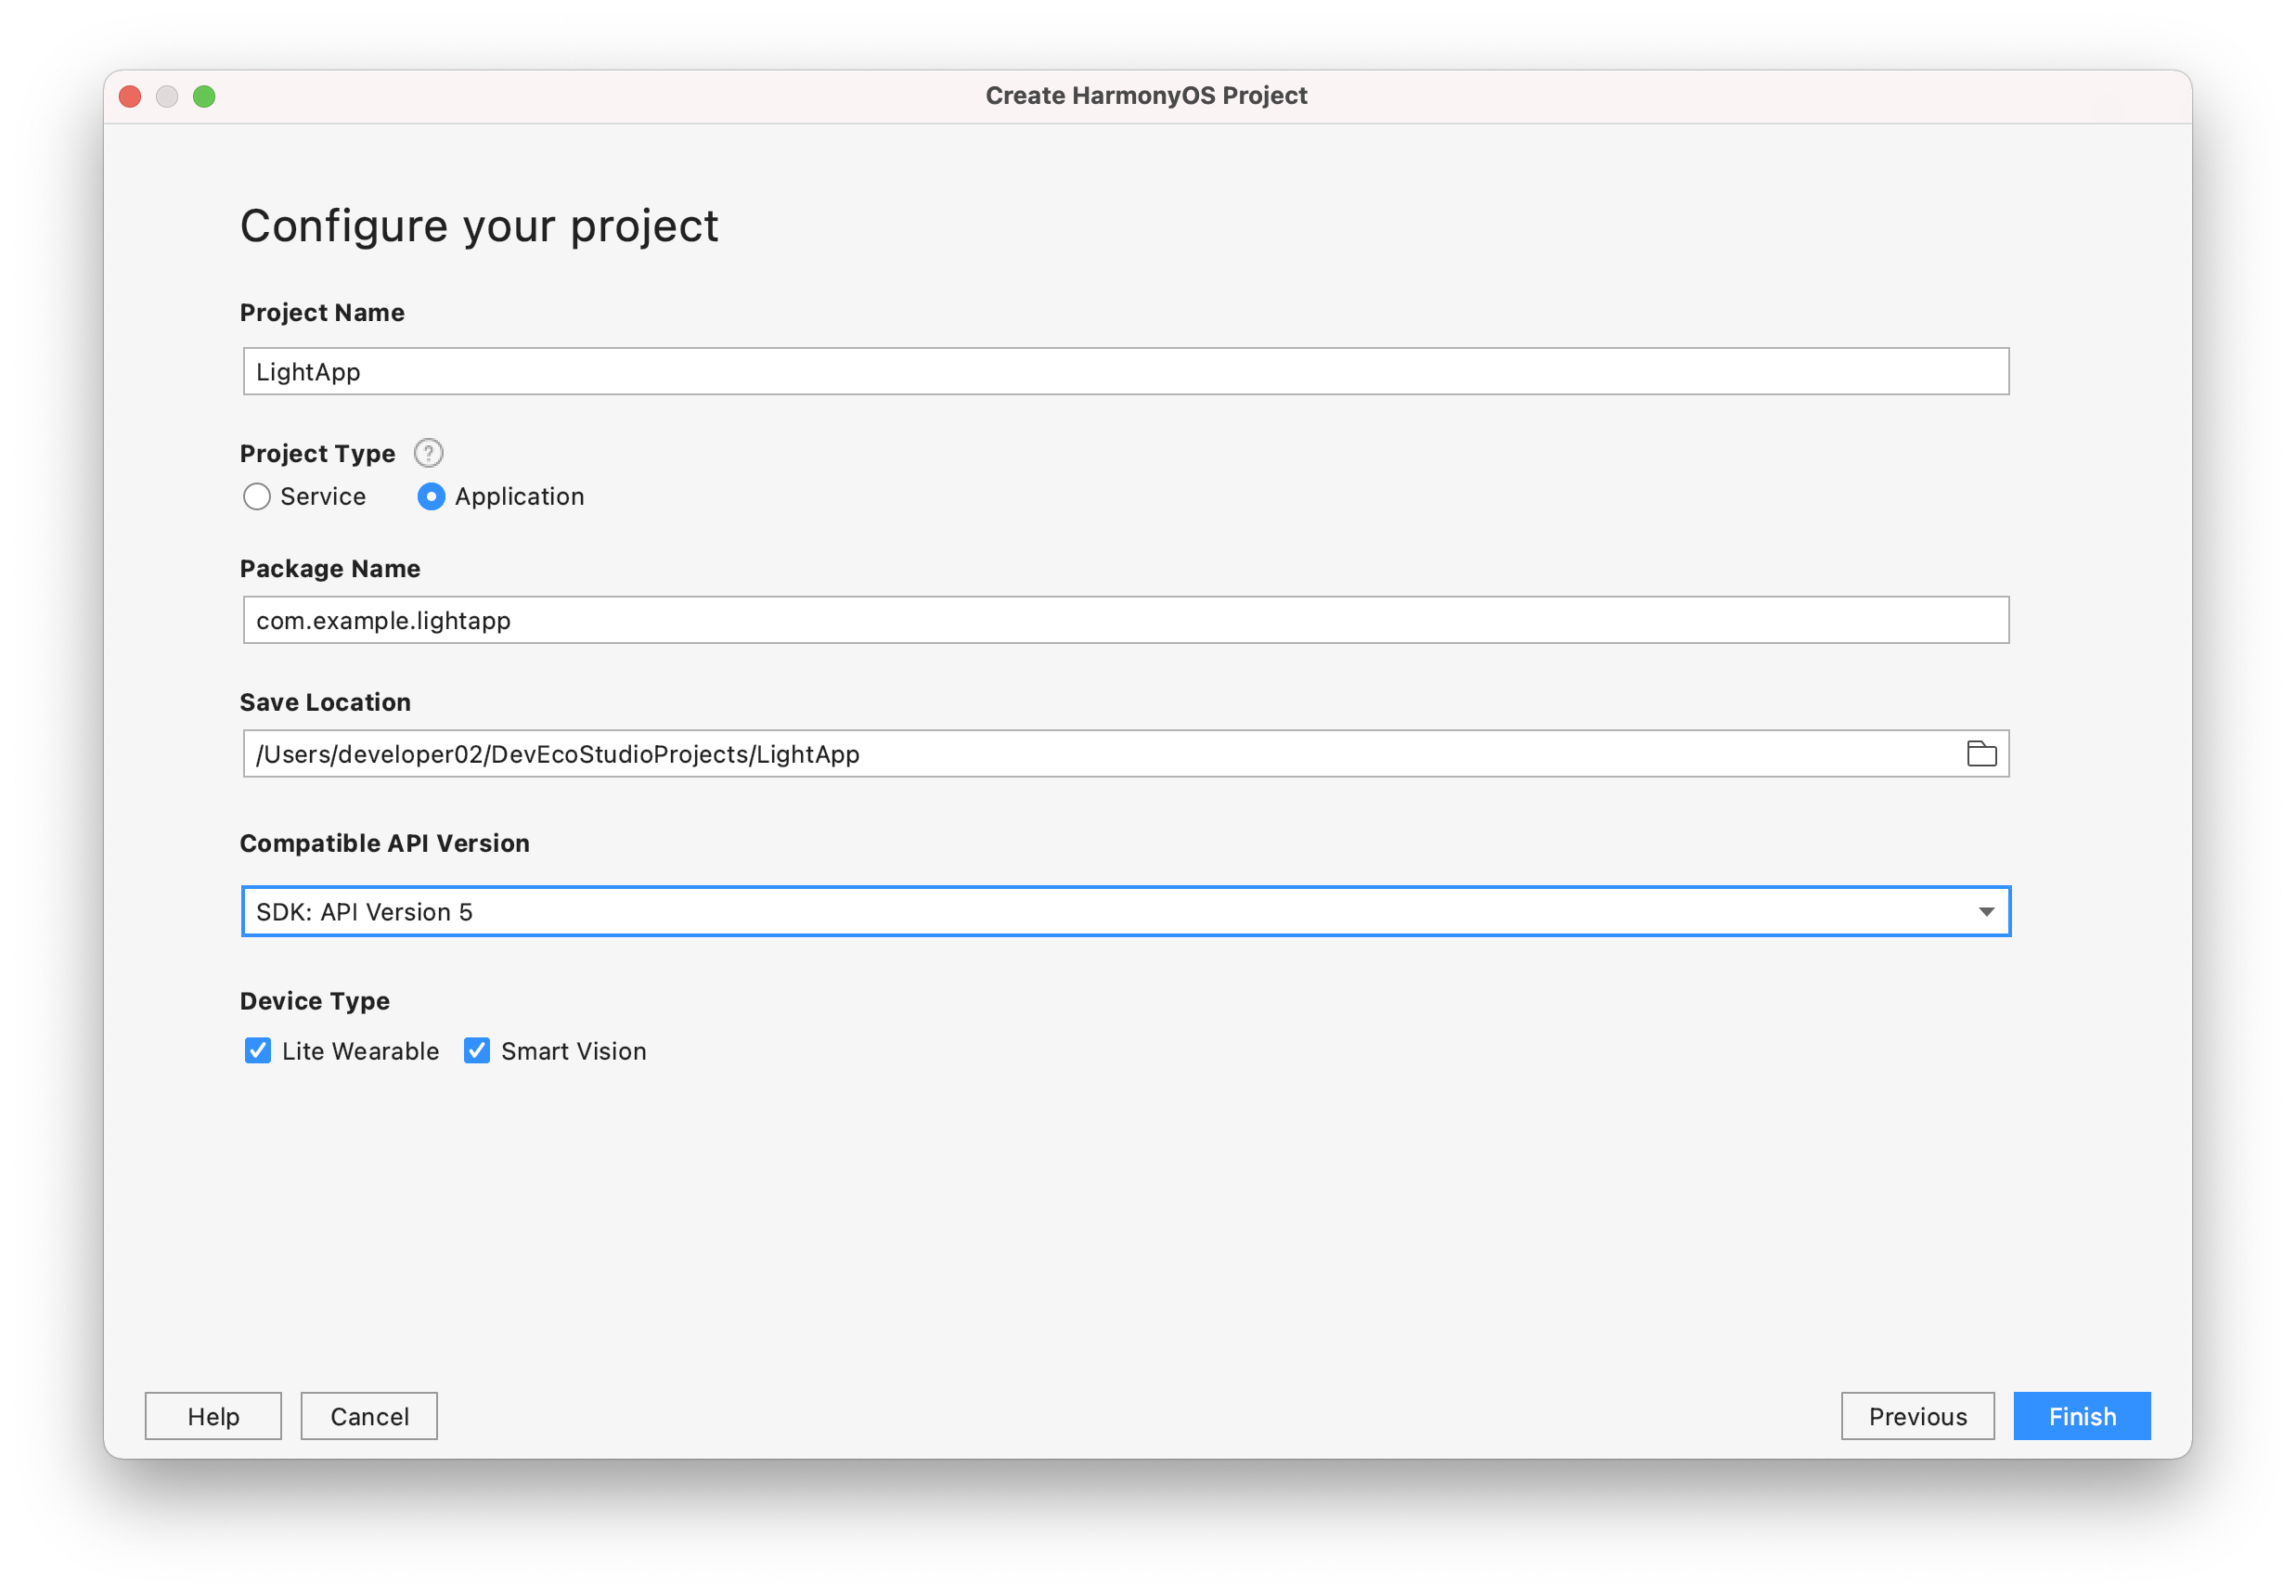 Create HarmonyOS Project
Configure your project
Project Name
LightApp
Project Type ?
Service Application
Package Name
com.example.lightapp
Save Location
/Users/developer02/DevEcoStudioProjects/LightApp
Compatible API Version
SDK: API Version 5
Device Type
Lite Wearable Smart Vision
Help Cancel Previous Finish